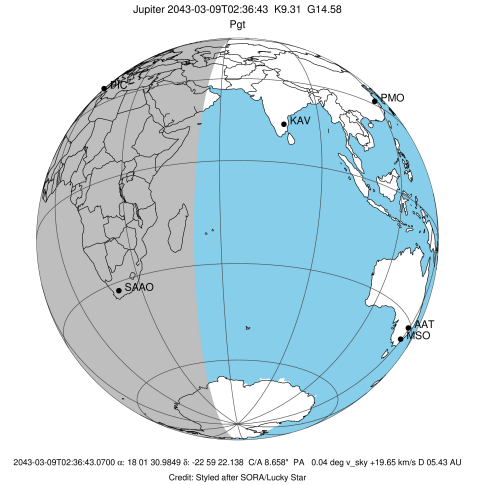 Jupiter 2043-03-09T02:36:43 K9.31 G14.58
Pgt
PIC
PMO
KAV
SAAO
AAT
MSO
2043-03-09T02:36:43.0700 α: 18 01 30.9849 δ: -22 59 22.138 C/A 8.658" PA 0.04 deg v_sky +19.65 km/s D 05.43 AU
Credit: Styled after SORA/Lucky Star